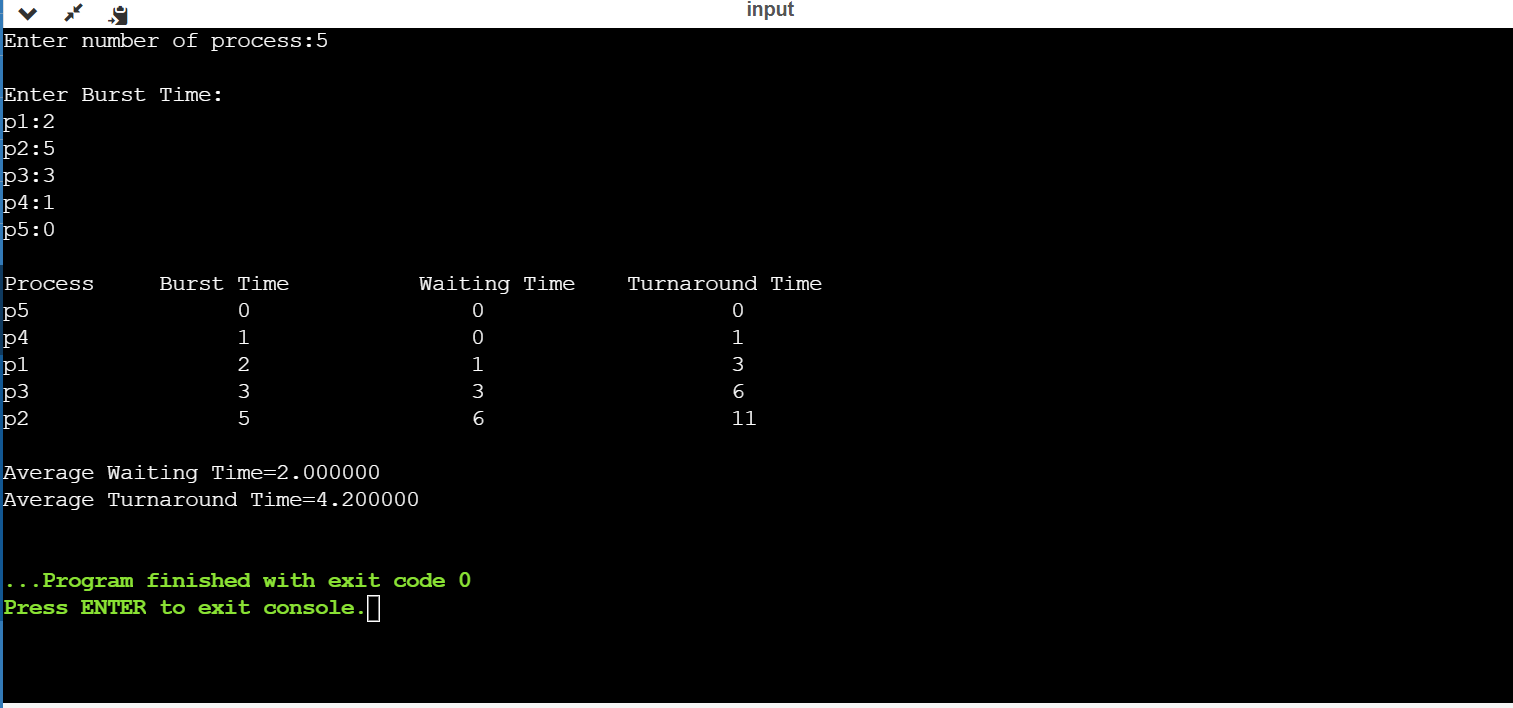 input
Enter number of process:5
Enter Burst Time:
p1:2
p2:5
p3:3
p4:1
p5:0
Process Burst Time Waiting Time Turnaround Time
p5 0 0 0
p4 1 0 1
p1 2 1 3
p3 3 3 6
p2 5 6 11
Average Waiting Time=2.000000
Average Turnaround Time=4.200000
...Program finished with exit code 0
Press ENTER to exit console.